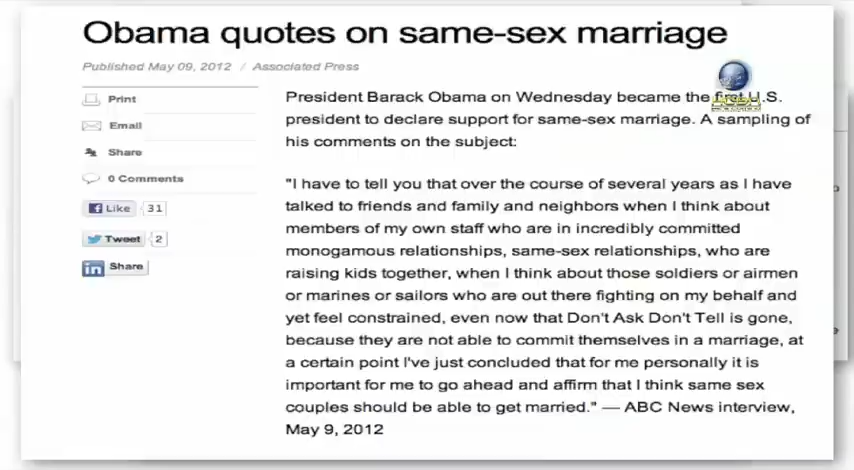 Obama quotes on same-sex marriage
Published May 09, 2012 / Associated Press
Print
Email
Share
0 Comments
Like 31
Tweet 2
Share
President Barack Obama on Wednesday became the first U.S.
president to declare support for same-sex marriage. A sampling of
his comments on the subject:
"I have to tell you that over the course of several years as I have
talked to friends and family and neighbors when I think about
members of my own staff who are in incredibly committed
monogamous relationships, same-sex relationships, who are
raising kids together, when I think about those soldiers or airmen
or marines or sailors who are out there fighting on my behalf and
yet feel constrained, even now that Don't Ask Don't Tell is gone,
because they are not able to commit themselves in a marriage, at
a certain point I've just concluded that for me personally it is
important for me to go ahead and affirm that I think same sex
couples should be able to get married." — ABC News interview,
May 9, 2012